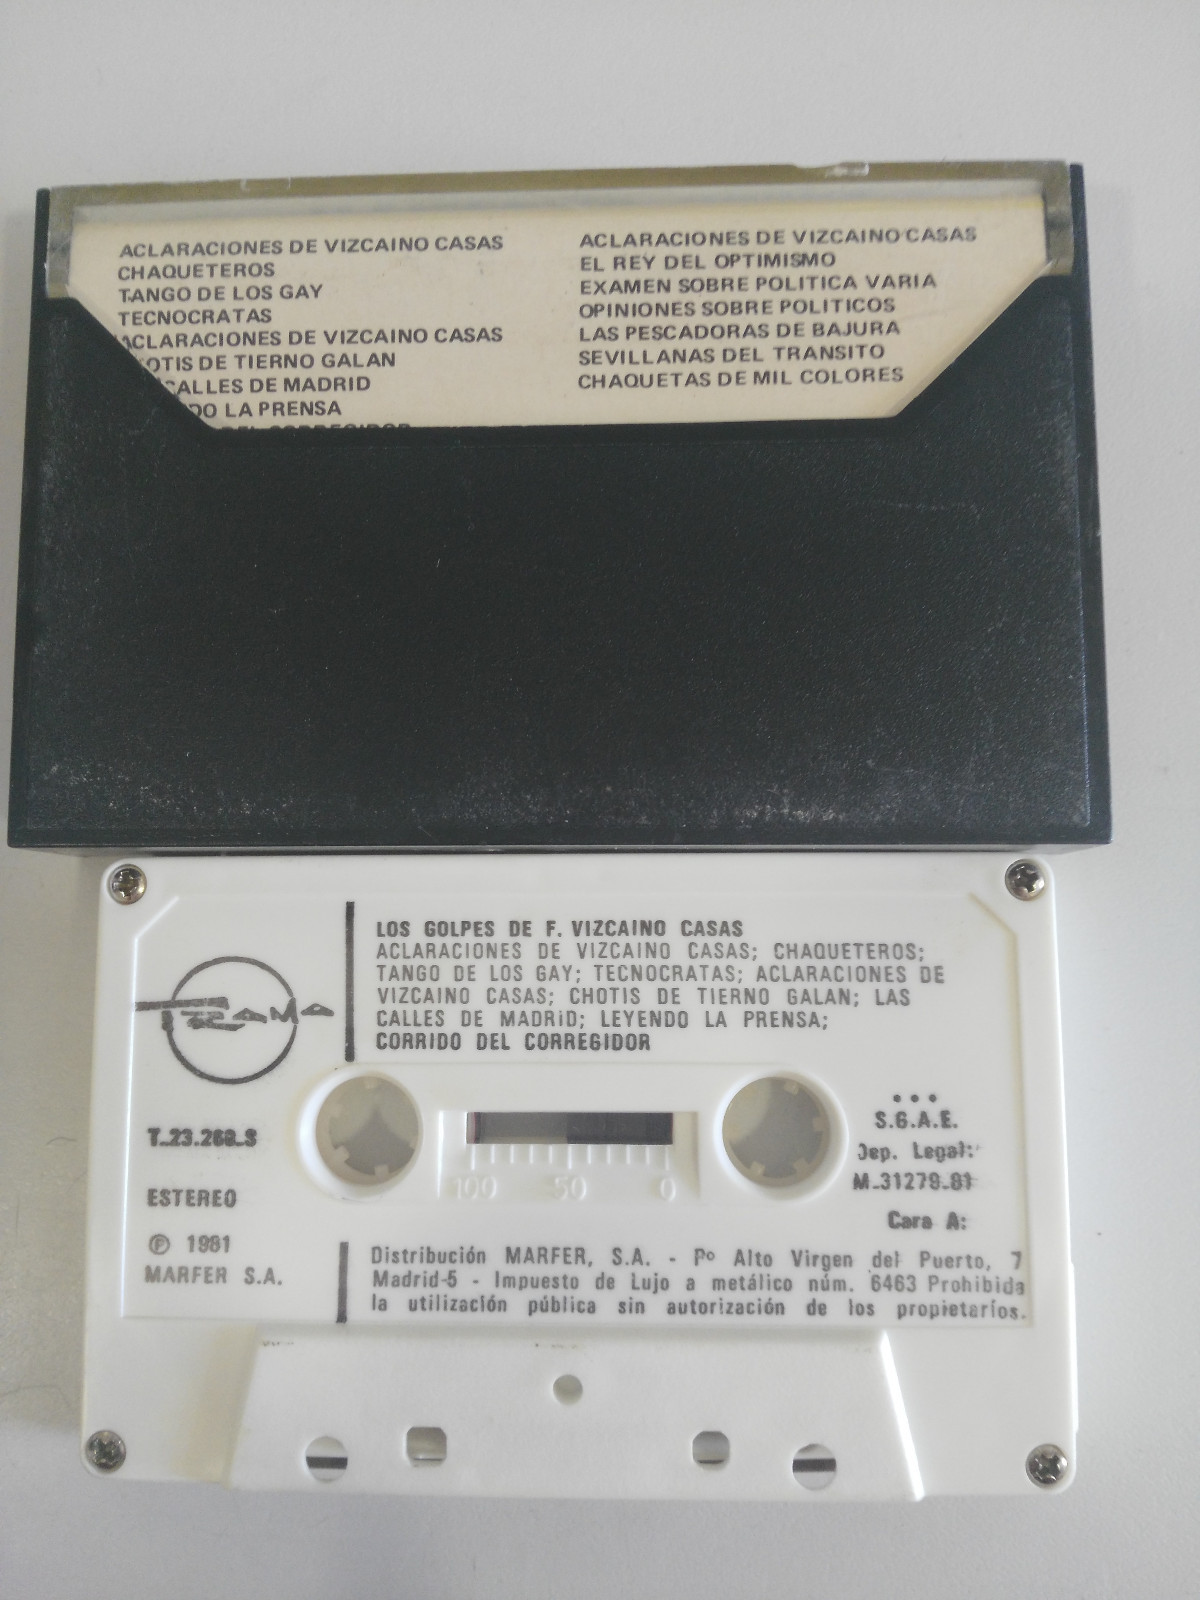 ACLARACIONES DE VIZCAINO CASAS
CHAQUETEROS
TANGO DE LOS GAY
TECNOCRATAS
ACLARACIONES DE VIZCAINO CASAS
OTIS DE TIERNO GALAN
CALLES DE MADRID
DO LA PRENSA
DEL CORREGIDOR
ACLARACIONES DE VIZCAINO CASAS
EL REY DEL OPTIMISMO
EXAMEN SOBRE POLITICA VARIA
OPINIONES SOBRE POLITICOS
LAS PESCADORAS DE BAJURA
SEVILLANAS DEL TRANSITO
CHAQUETAS DE MIL COLORES
TRAMA
LOS GOLPES DE F. VIZCAINO CASAS
ACLARACIONES DE VIZCAINO CASAS; CHAQUETEROS;
TANGO DE LOS GAY; TECNOCRATAS; ACLARACIONES DE
VIZCAINO CASAS; CHOTIS DE TIERNO GALAN; LAS
CALLES DE MADRID; LEYENDO LA PRENSA;
CORRIDO DEL CORREGIDOR
ESTEREO
Ⓟ 1981
MARFER S.A.
100 50 0
S.G.A.E.
Dep. Legal:
M-31279-81
Cara A:
Distribución MARFER, S.A. - Pº Alto Virgen del Puerto, 7
Madrid-5 - Impuesto de Lujo a metálico núm. 6463 Prohibida
la utilización pública sin autorización de los propietarios.